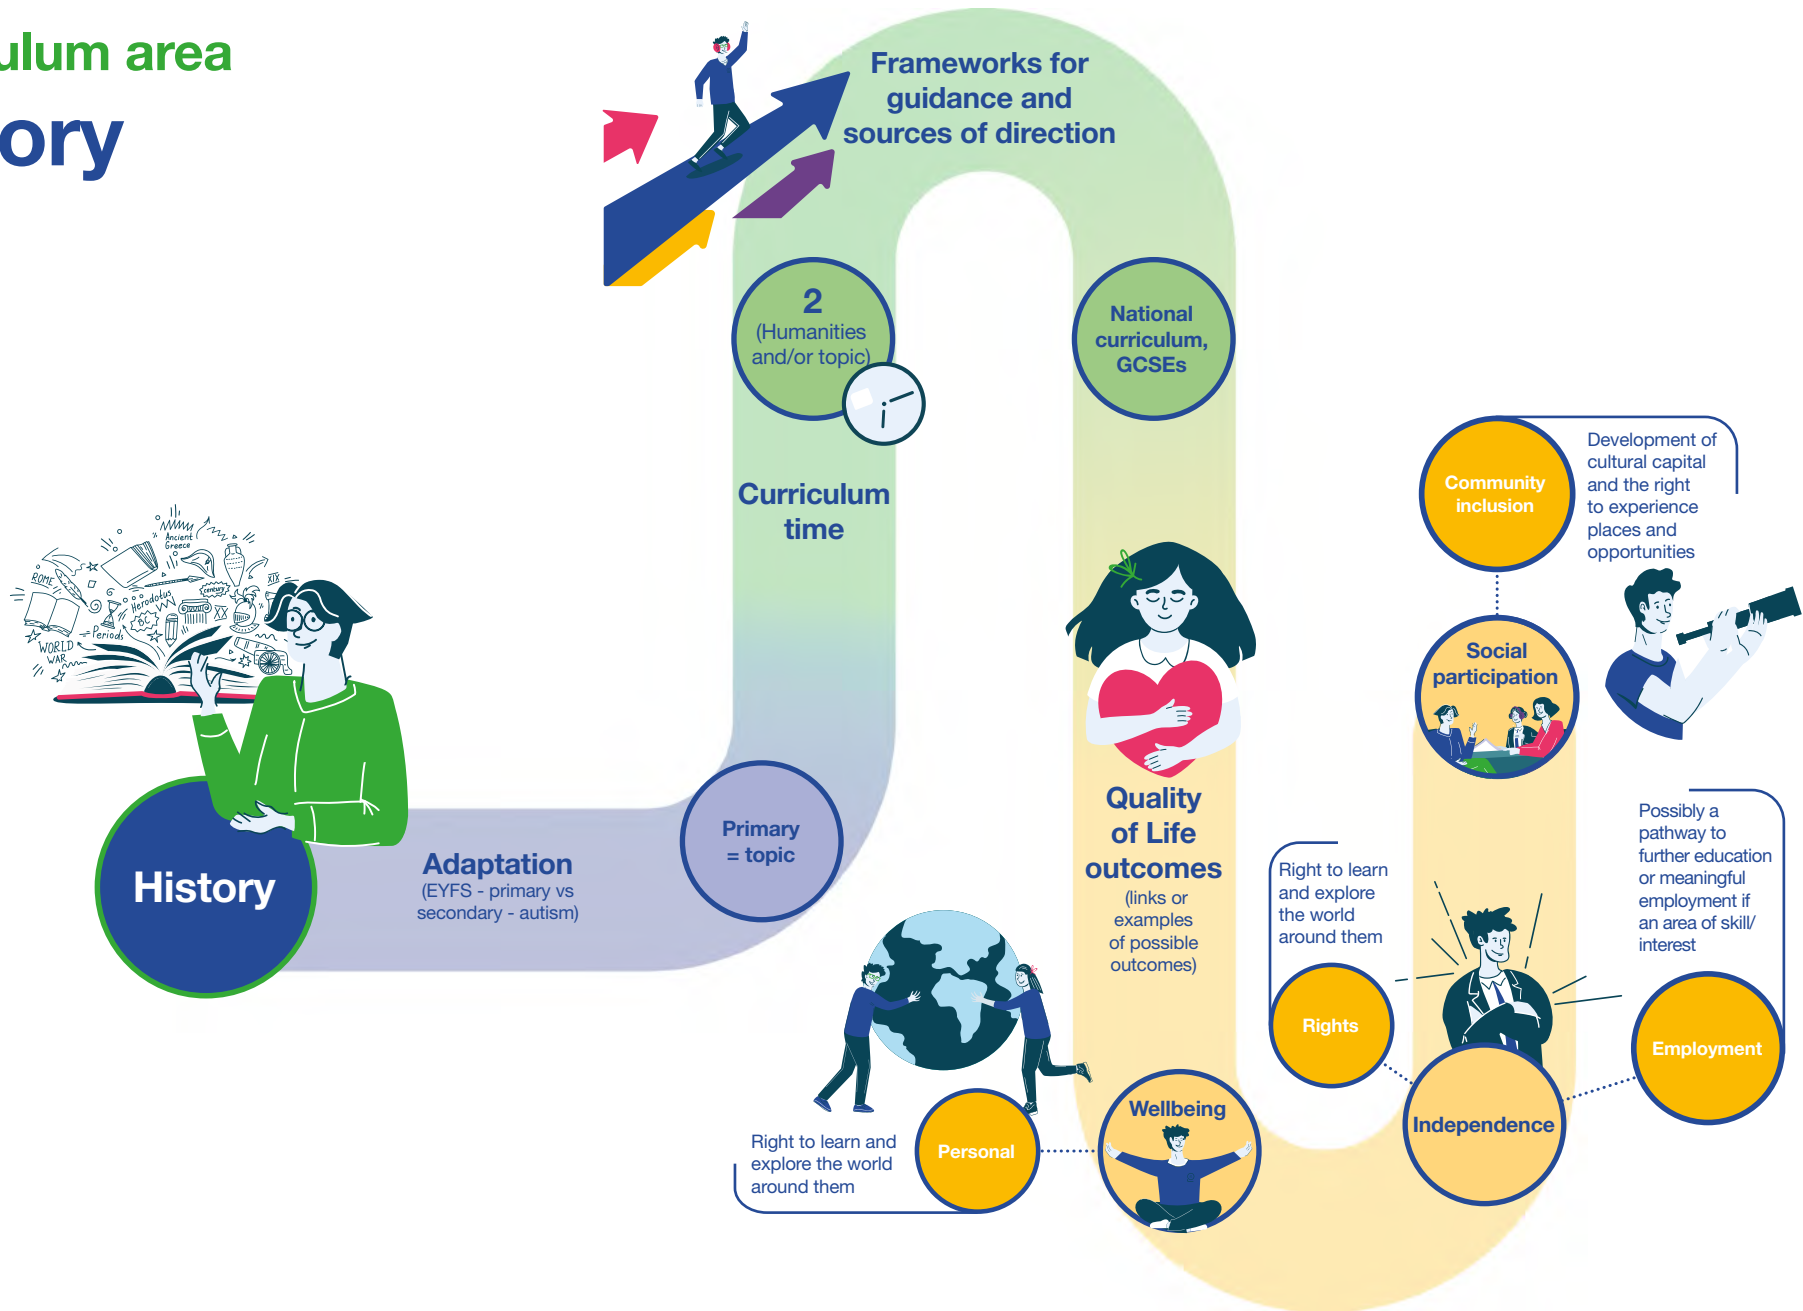 ulum area
ory
Frameworks for
guidance and
sources of direction
2
(Humanities
and/or topic)
National
curriculum,
GCSEs
Curriculum
time
Ancient
Greece
ROME
Herodotus
century
XIX
BC
XX
Periods
WORLD
WAR
History
Adaptation
(EYFS - primary vs
secondary - autism)
Primary
= topic
Quality
of Life
outcomes
(links or
examples
of possible
outcomes)
Community
inclusion
Development of
cultural capital
and the right
to experience
places and
opportunities
Social
participation
Right to learn
and explore
the world
around them
Rights
Possibly a
pathway to
further education
or meaningful
employment if
an area of skill/
interest
Employment
Independence
Wellbeing
Personal
Right to learn and
explore the world
around them